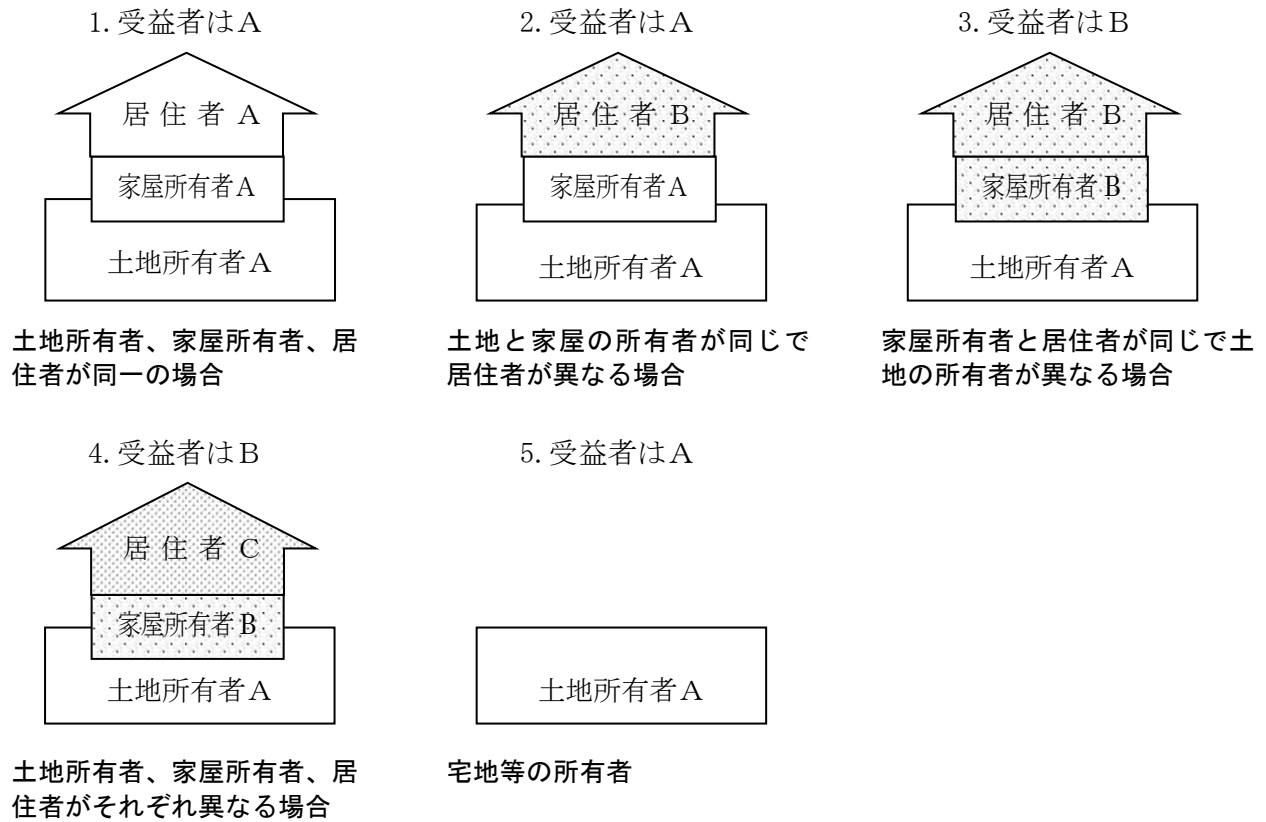 1. 受益者はA
居住者 A
家屋所有者A
土地所有者A
土地所有者、家屋所有者、居
住者が同一の場合
2. 受益者はA
居住者 B
家屋所有者A
土地所有者A
土地と家屋の所有者が同じで
居住者が異なる場合
3. 受益者はB
居住者 B
家屋所有者 B
土地所有者A
家屋所有者と居住者が同じで土
地の所有者が異なる場合
4. 受益者はB
居住者 C
家屋所有者 B
土地所有者A
土地所有者、家屋所有者、居
住者がそれぞれ異なる場合
5. 受益者はA
土地所有者A
宅地等の所有者